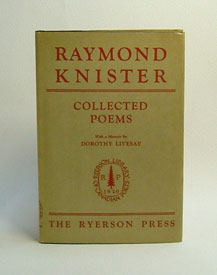 RAYMOND
KNISTER
COLLECTED
POEMS
With a Memoir by
DOROTHY LIVESAY
THE RYERSON PRESS